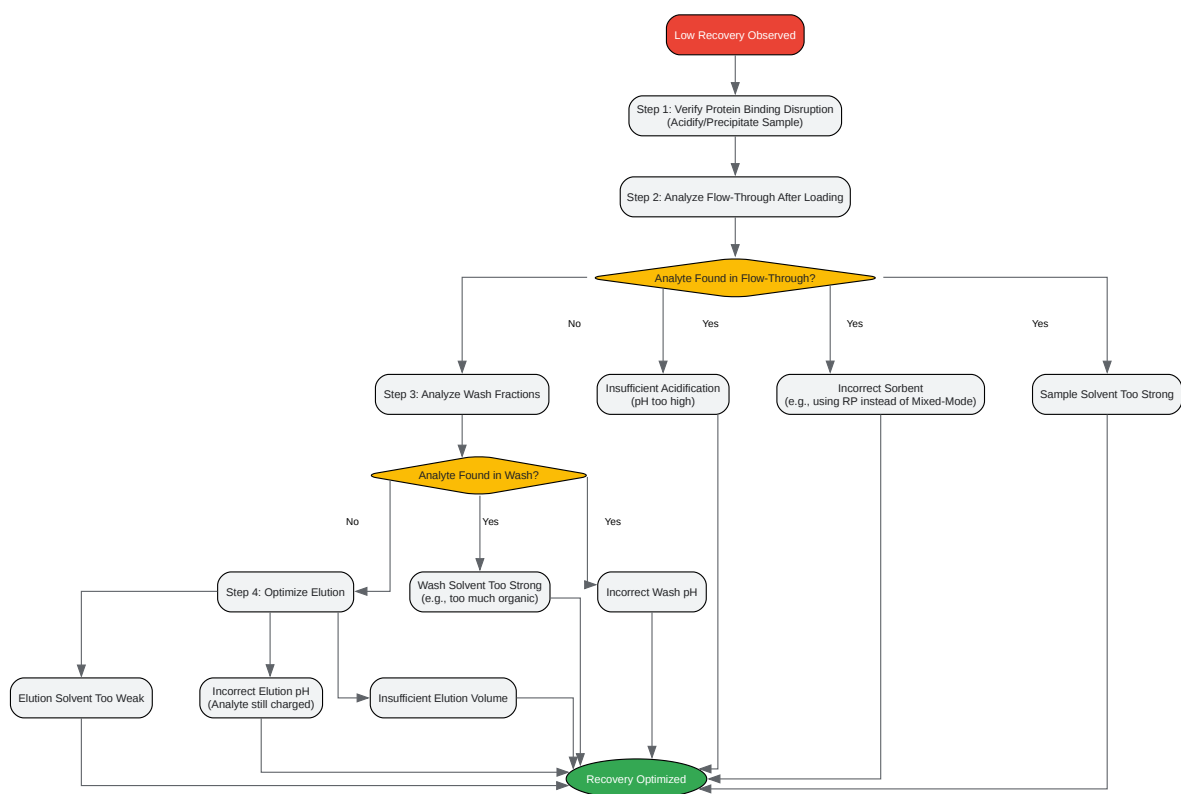 Low Recovery Observed
Step 1: Verify Protein Binding Disruption
(Acidify/Precipitate Sample)
Step 2: Analyze Flow-Through After Loading
Analyte Found in Flow-Through?
No
Yes
Yes
Yes
Step 3: Analyze Wash Fractions
Insufficient Acidification
(pH too high)
Incorrect Sorbent
(e.g., using RP instead of Mixed-Mode)
Sample Solvent Too Strong
Analyte Found in Wash?
No
Yes
Yes
Step 4: Optimize Elution
Wash Solvent Too Strong
(e.g., too much organic)
Incorrect Wash pH
Elution Solvent Too Weak
Incorrect Elution pH
(Analyte still charged)
Insufficient Elution Volume
Recovery Optimized